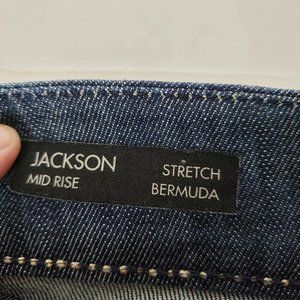 JACKSON
MID RISE
STRETCH
BERMUDA